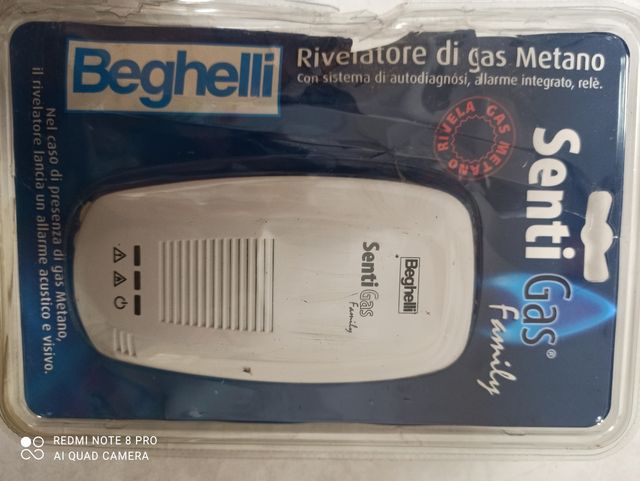 Beghelli
Rivelatore di gas Metano
Con sistema di autodiagnósi, allarme integrato, relè.
RIVELA GAS METANO
Senti Gas®
Family
Beghelli
Senti Gas
Family
Nel caso di presenza di gas Metano,
il rivelatore lancia un allarme acustico e visivo.
REDMI NOTE 8 PRO
AI QUAD CAMERA